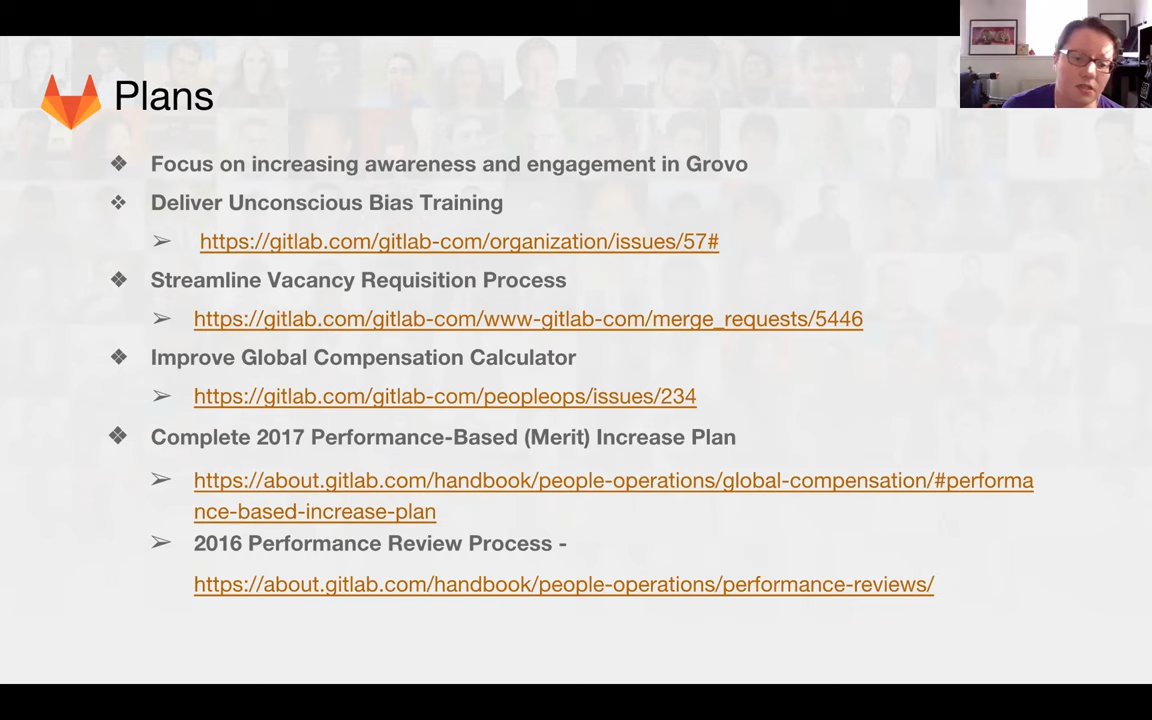 Plans
❖ Focus on increasing awareness and engagement in Grovo
❖ Deliver Unconscious Bias Training
➢ https://gitlab.com/gitlab-com/organization/issues/57#
❖ Streamline Vacancy Requisition Process
➢ https://gitlab.com/gitlab-com/www-gitlab-com/merge_requests/5446
❖ Improve Global Compensation Calculator
➢ https://gitlab.com/gitlab-com/peopleops/issues/234
❖ Complete 2017 Performance-Based (Merit) Increase Plan
➢ https://about.gitlab.com/handbook/people-operations/global-compensation/#performa
nce-based-increase-plan
➢ 2016 Performance Review Process -
https://about.gitlab.com/handbook/people-operations/performance-reviews/